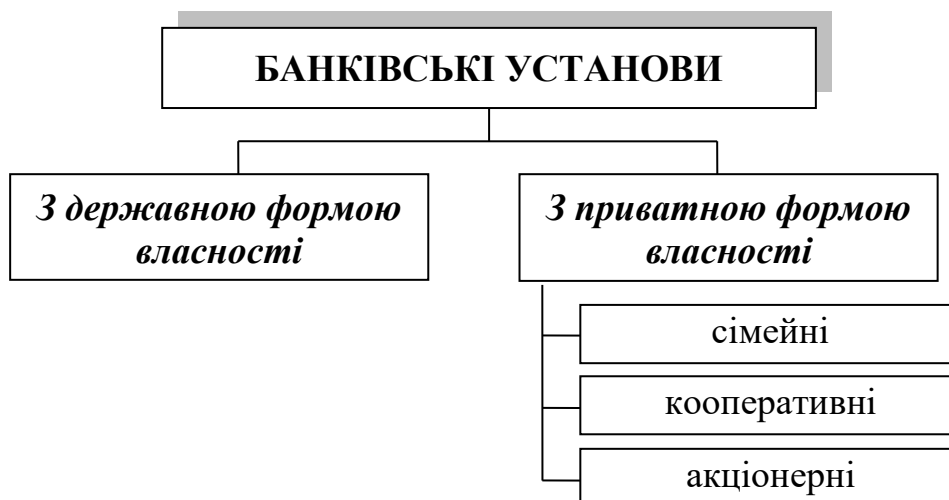 БАНКІВСЬКІ УСТАНОВИ
З державною формою
власності
З приватною формою
власності
сімейні
кооперативні
акціонерні